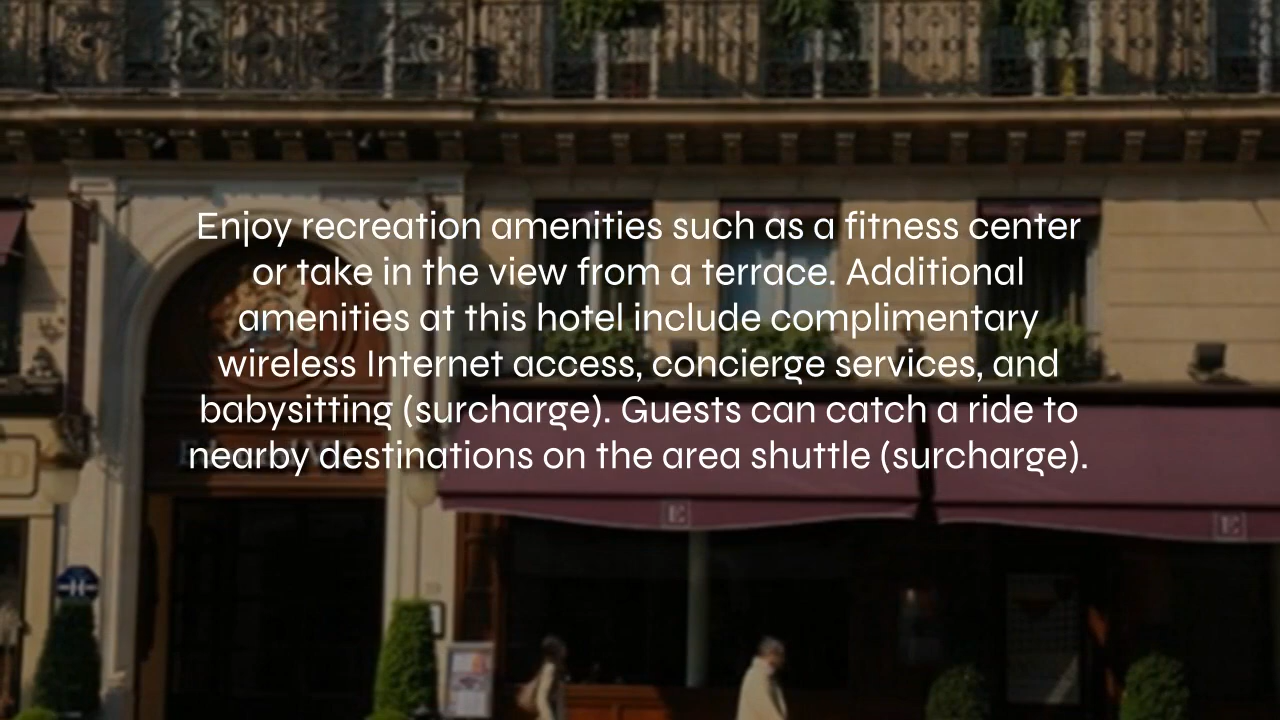 Enjoy recreation amenities such as a fitness center
or take in the view from a terrace. Additional
amenities at this hotel include complimentary
wireless Internet access, concierge services, and
babysitting (surcharge). Guests can catch a ride to
nearby destinations on the area shuttle (surcharge).
E
E
H